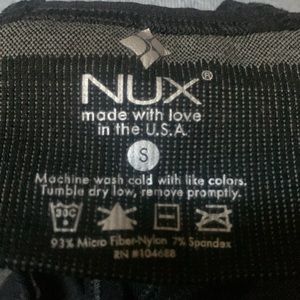 NUX®
made with love
in the U.S.A.
S
Machine wash cold with like colors.
Tumble dry low, remove promptly.
30C
93% Micro Fiber-Nylon 7% Spandex
RN #104688